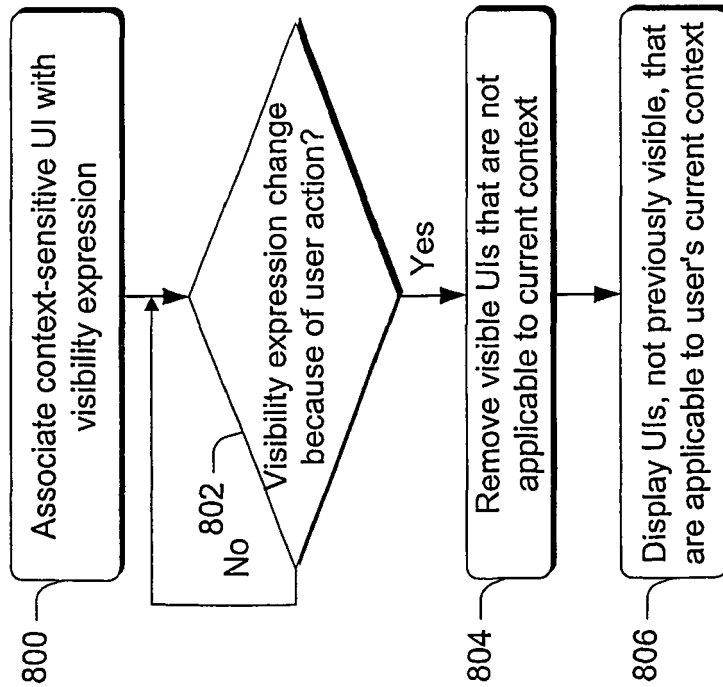 800
Associate context-sensitive UI with
visibility expression
802
No
Visibility expression change
because of user action?
Yes
804
Remove visible UIs that are not
applicable to current context
806
Display UIs, not previously visible, that
are applicable to user's current context